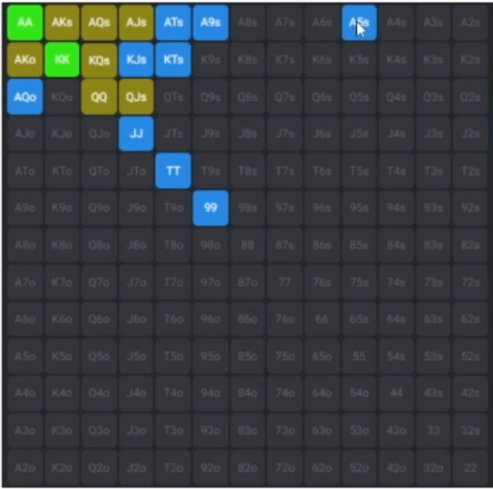 AA AKs AQs AJs ATs A9s A8s A7s A6s A5s A4s A3s A2s
AKo KK KQs KJs KTs K9s K8s K7s K6s K5s K4s K3s K2s
AQo KQo QQ QJs QTs Q9s Q8s Q7s Q6s Q5s Q4s Q3s Q2s
AJo KJo QJo JJ JTs J9s J8s J7s J6s J5s J4s J3s J2s
ATo KTo QTo JTo TT T9s T8s T7s T6s T5s T4s T3s T2s
A9o K9o Q9o J9o T9o 99 98s 97s 96s 95s 94s 93s 92s
A8o K8o Q8o J8o T8o 98o 88 87s 86s 85s 84s 83s 82s
A7o K7o Q7o J7o T7o 97o 87o 77 76s 75s 74s 73s 72s
A6o K6o Q6o J6o T6o 96o 86o 76o 66 65s 64s 63s 62s
A5o K5o Q5o J5o T5o 95o 85o 75o 65o 55 54s 53s 52s
A4o K4o Q4o J4o T4o 94o 84o 74o 64o 54o 44 43s 42s
A3o K3o Q3o J3o T3o 93o 83o 73o 63o 53o 43o 33 32s
A2o K2o Q2o J2o T2o 92o 82o 72o 62o 52o 42o 32o 22